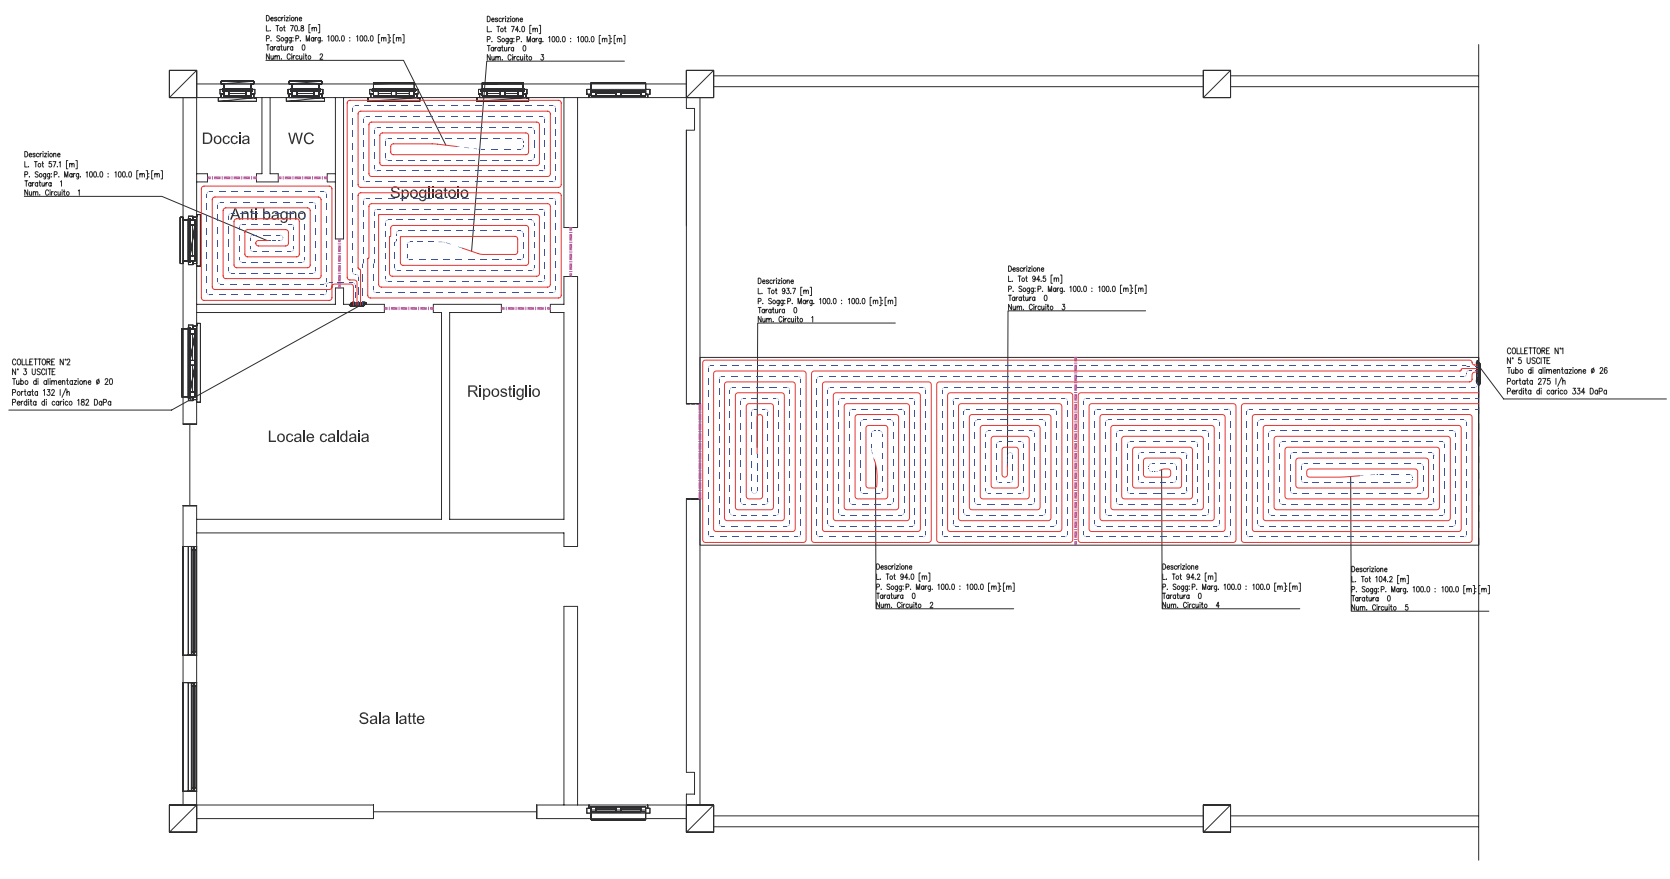 Descrizione
L. Tot 70.8 [m]
P. Sogg:P. Marg. 100.0 : 100.0 [m]:[m]
Taratura 0
Num. Circuito 2
Descrizione
L. Tot 74.0 [m]
P. Sogg:P. Marg. 100.0 : 100.0 [m]:[m]
Taratura 0
Num. Circuito 3
Doccia
WC
Descrizione
L. Tot 57.1 [m]
P. Sogg:P. Marg. 100.0 : 100.0 [m]:[m]
Taratura 1
Num. Circuito 1
Spogliatoio
Anti bagno
Descrizione
L. Tot 93.7 [m]
P. Sogg:P. Marg. 100.0 : 100.0 [m]:[m]
Taratura 0
Num. Circuito 1
Descrizione
L. Tot 94.5 [m]
P. Sogg:P. Marg. 100.0 : 100.0 [m]:[m]
Taratura 0
Num. Circuito 3
COLLETTORE N°2
N° 3 USCITE
Tubo di alimentazione ø 20
Portata 132 l/h
Perdita di carico 182 DaPa
COLLETTORE N°1
N° 5 USCITE
Tubo di alimentazione ø 26
Portata 275 l/h
Perdita di carico 334 DaPa
Ripostiglio
Locale caldaia
Descrizione
L. Tot 94.0 [m]
P. Sogg:P. Marg. 100.0 : 100.0 [m]:[m]
Taratura 0
Num. Circuito 2
Descrizione
L. Tot 94.2 [m]
P. Sogg:P. Marg. 100.0 : 100.0 [m]:[m]
Taratura 0
Num. Circuito 4
Descrizione
L. Tot 104.2 [m]
P. Sogg:P. Marg. 100.0 : 100.0 [m]:[m]
Taratura 0
Num. Circuito 5
Sala latte